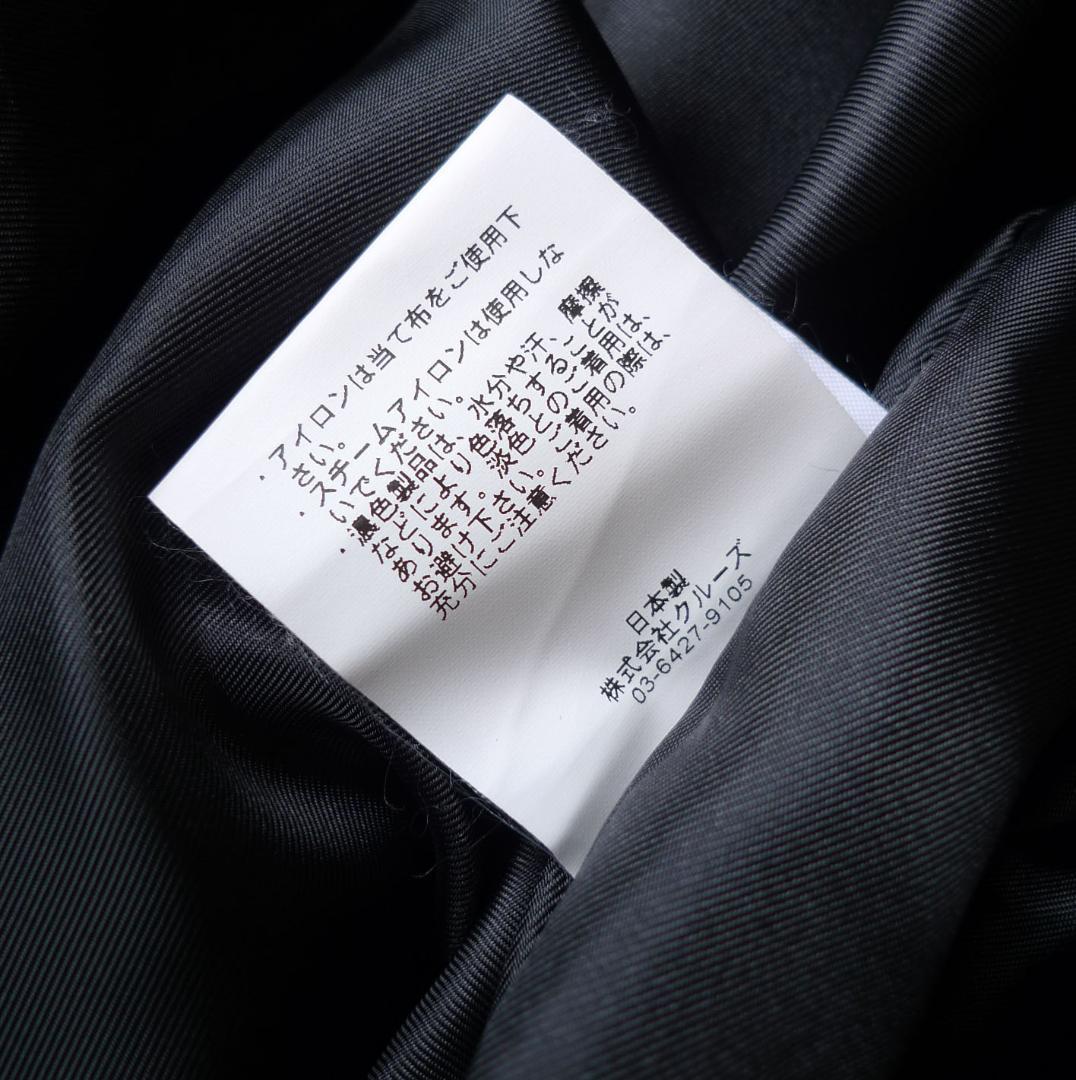 ・アイロンは当て布をご使用下
さい。
・スチームアイロンは使用しな
いでください。
・濃色製品は、水分や汗、摩擦
などにより色落ちすることが
あります。淡色とのご着用は、
お避け下さい。ご着用の際は、
充分にご注意ください。
日本製
株式会社クルーズ
03-6427-9105